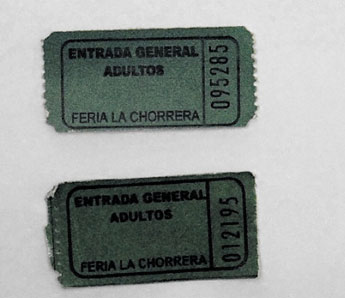 ENTRADA GENERAL
ADULTOS
FERIA LA CHORRERA
095285
ENTRADA GENERAL
ADULTOS
FERIA LA CHORRERA
012195